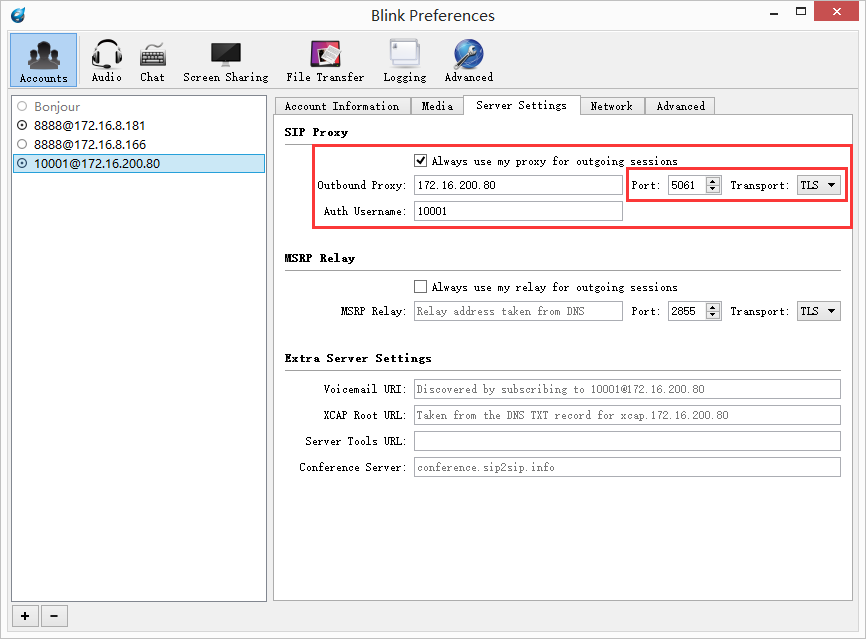 Blink Preferences
Accounts Audio Chat Screen Sharing File Transfer Logging Advanced
Bonjour
8888@172.16.8.181
8888@172.16.8.166
10001@172.16.200.80
+ −
Account Information Media Server Settings Network Advanced
SIP Proxy
Always use my proxy for outgoing sessions
Outbound Proxy: 172.16.200.80 Port: 5061 Transport: TLS
Auth Username: 10001
MSRP Relay
Always use my relay for outgoing sessions
MSRP Relay: Relay address taken from DNS Port: 2855 Transport: TLS
Extra Server Settings
Voicemail URI: Discovered by subscribing to 10001@172.16.200.80
XCAP Root URL: Taken from the DNS TXT record for xcap.172.16.200.80
Server Tools URL:
Conference Server: conference.sip2sip.info